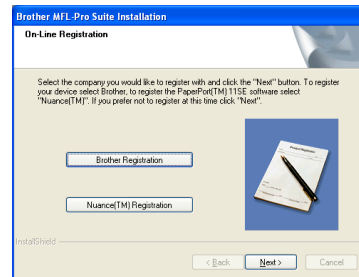 Brother MFL-Pro Suite Installation
On-Line Registration
Select the company you would like to register with and click the "Next" button. To register
your device select Brother, to register the PaperPort(TM) 11SE software select
"Nuance(TM)". If you prefer not to register at this time click "Next".
Brother Registration
Nuance(TM) Registration
InstallShield
< Back
Next >
Cancel